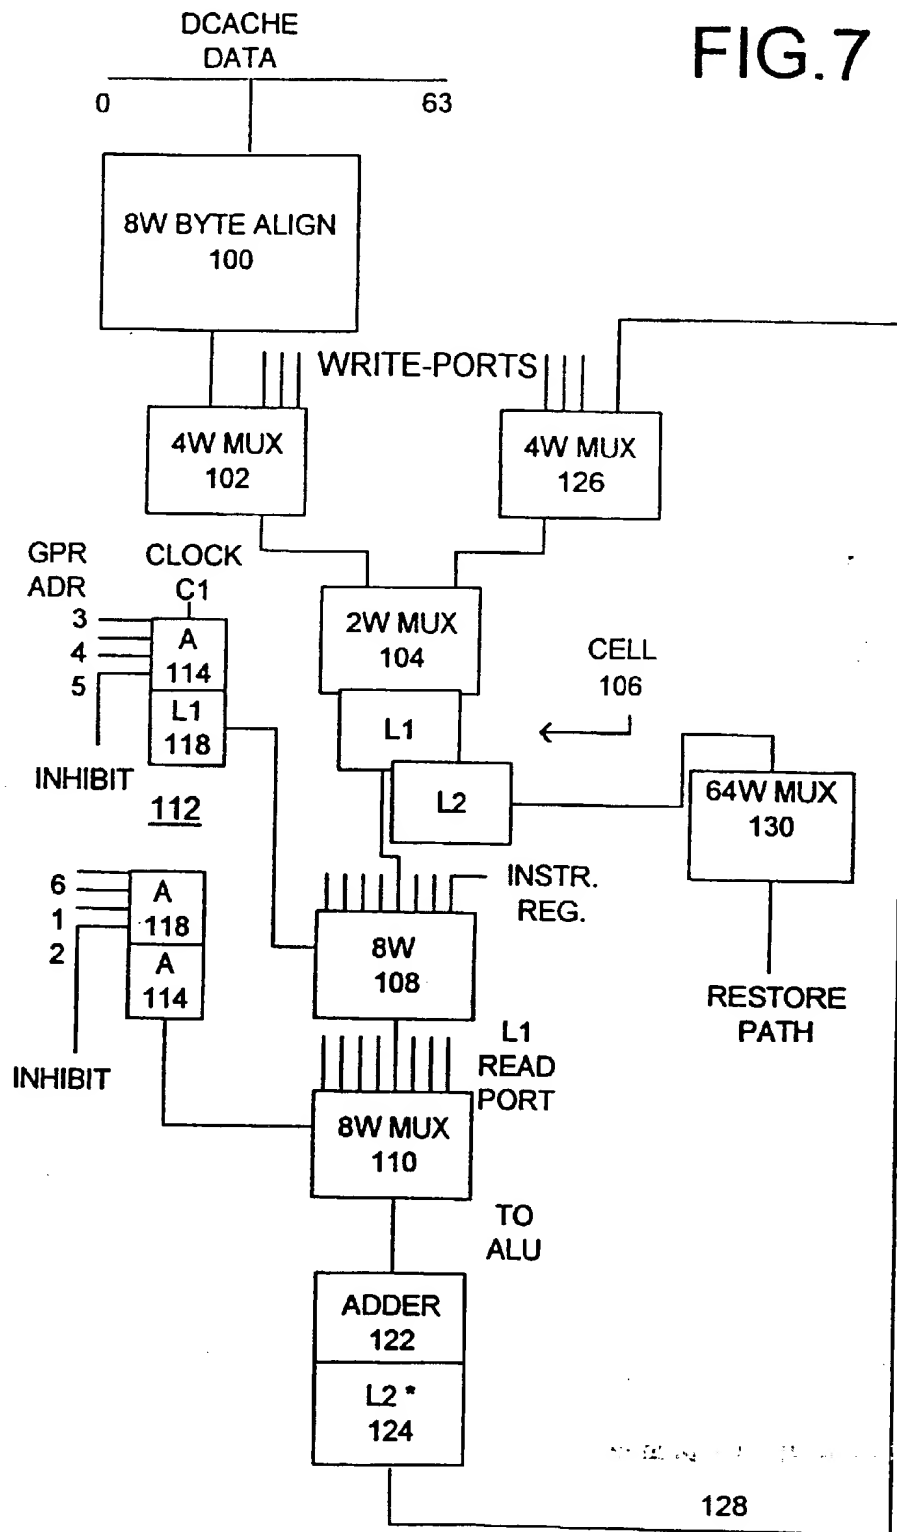 DCACHE
DATA
FIG.7
0
63
8W BYTE ALIGN
100
WRITE-PORTS
4W MUX
102
4W MUX
126
GPR
ADR
CLOCK
C1
3
4
5
A
114
L1
118
INHIBIT
112
2W MUX
104
L1
L2
CELL
106
64W MUX
130
RESTORE
PATH
6
1
2
A
118
A
114
INHIBIT
INSTR.
REG.
8W
108
L1
READ
PORT
8W MUX
110
TO
ALU
ADDER
122
L2 *
124
128